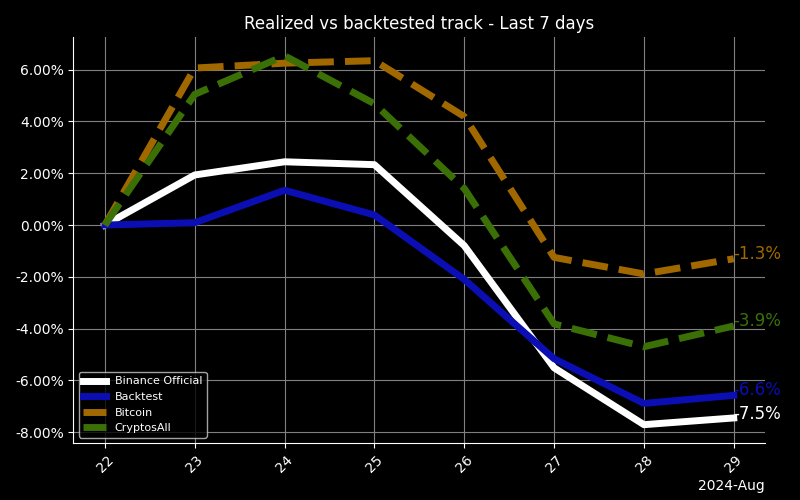 Realized vs backtested track - Last 7 days
6.00%
4.00%
2.00%
0.00%
-2.00%
-4.00%
-6.00%
-8.00%
-1.3%
-3.9%
-6.6%
-7.5%
Binance Official
Backtest
Bitcoin
CryptosAll
22 23 24 25 26 27 28 29
2024-Aug